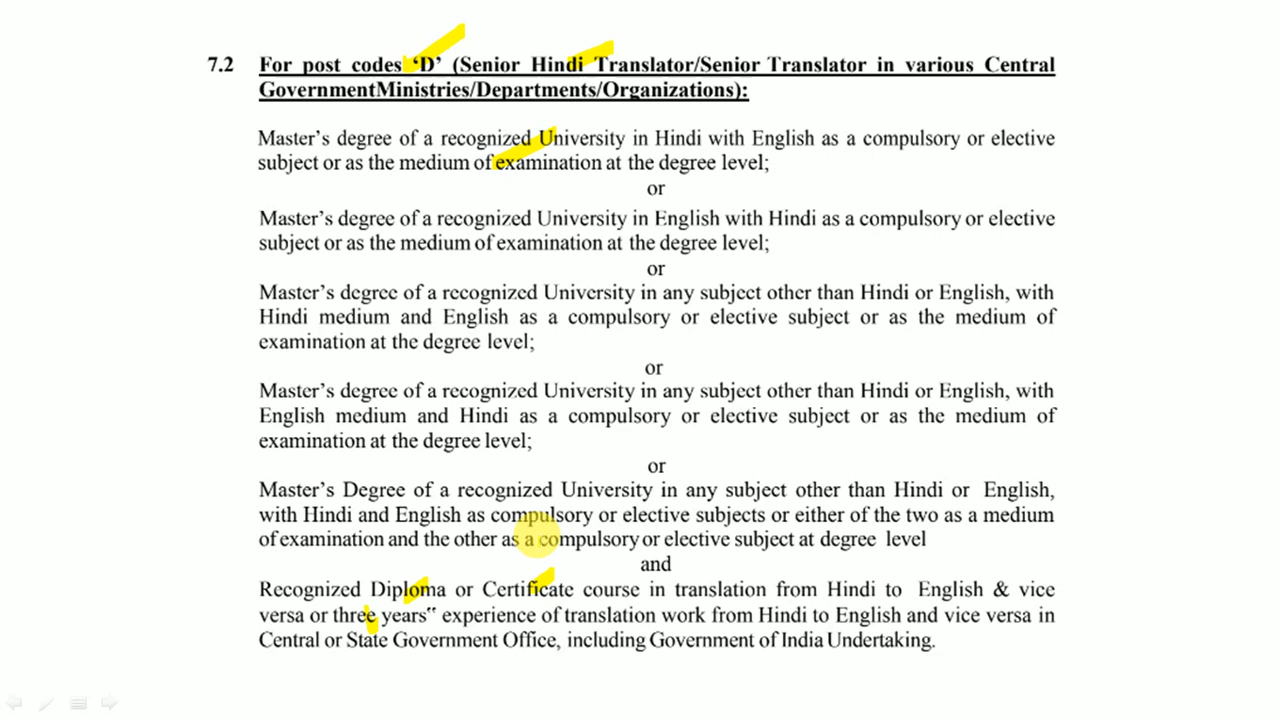 7.2 For post codes ‘D’ (Senior Hindi Translator/Senior Translator in various Central
GovernmentMinistries/Departments/Organizations):
Master’s degree of a recognized University in Hindi with English as a compulsory or elective
subject or as the medium of examination at the degree level;
or
Master’s degree of a recognized University in English with Hindi as a compulsory or elective
subject or as the medium of examination at the degree level;
or
Master’s degree of a recognized University in any subject other than Hindi or English, with
Hindi medium and English as a compulsory or elective subject or as the medium of
examination at the degree level;
or
Master’s degree of a recognized University in any subject other than Hindi or English, with
English medium and Hindi as a compulsory or elective subject or as the medium of
examination at the degree level;
or
Master’s Degree of a recognized University in any subject other than Hindi or English,
with Hindi and English as compulsory or elective subjects or either of the two as a medium
of examination and the other as a compulsory or elective subject at degree level
and
Recognized Diploma or Certificate course in translation from Hindi to English & vice
versa or three years‟ experience of translation work from Hindi to English and vice versa in
Central or State Government Office, including Government of India Undertaking.